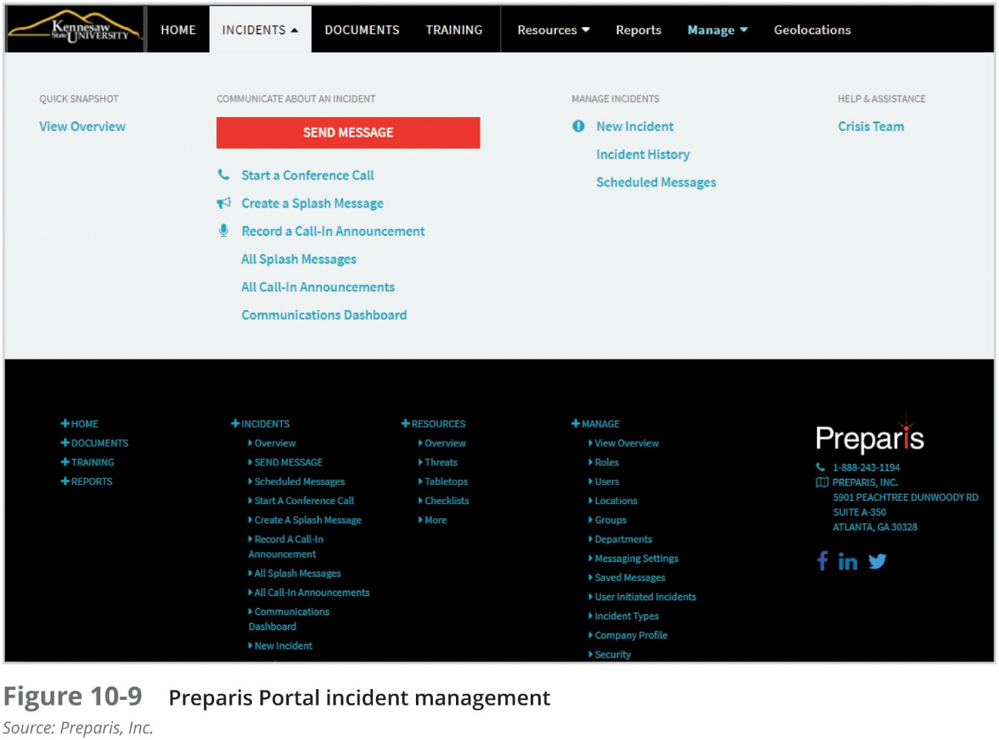 Kennesaw
State UNIVERSITY
HOME
INCIDENTS
DOCUMENTS
TRAINING
Resources
Reports
Manage
Geolocations
QUICK SNAPSHOT
View Overview
COMMUNICATE ABOUT AN INCIDENT
SEND MESSAGE
Start a Conference Call
Create a Splash Message
Record a Call-In Announcement
All Splash Messages
All Call-In Announcements
Communications Dashboard
MANAGE INCIDENTS
New Incident
Incident History
Scheduled Messages
HELP & ASSISTANCE
Crisis Team
HOME
DOCUMENTS
TRAINING
REPORTS
INCIDENTS
Overview
SEND MESSAGE
Scheduled Messages
Start A Conference Call
Create A Splash Message
Record A Call-In
Announcement
All Splash Messages
All Call-In Announcements
Communications
Dashboard
New Incident
RESOURCES
Overview
Threats
Tabletops
Checklists
More
MANAGE
View Overview
Roles
Users
Locations
Groups
Departments
Messaging Settings
Saved Messages
User Initiated Incidents
Incident Types
Company Profile
Security
Preparis
1-888-243-1194
PREPARIS, INC.
5901 PEACHTREE DUNWOODY RD
SUITE A-350
ATLANTA, GA 30328
Figure 10-9 Preparis Portal incident management
Source: Preparis, Inc.